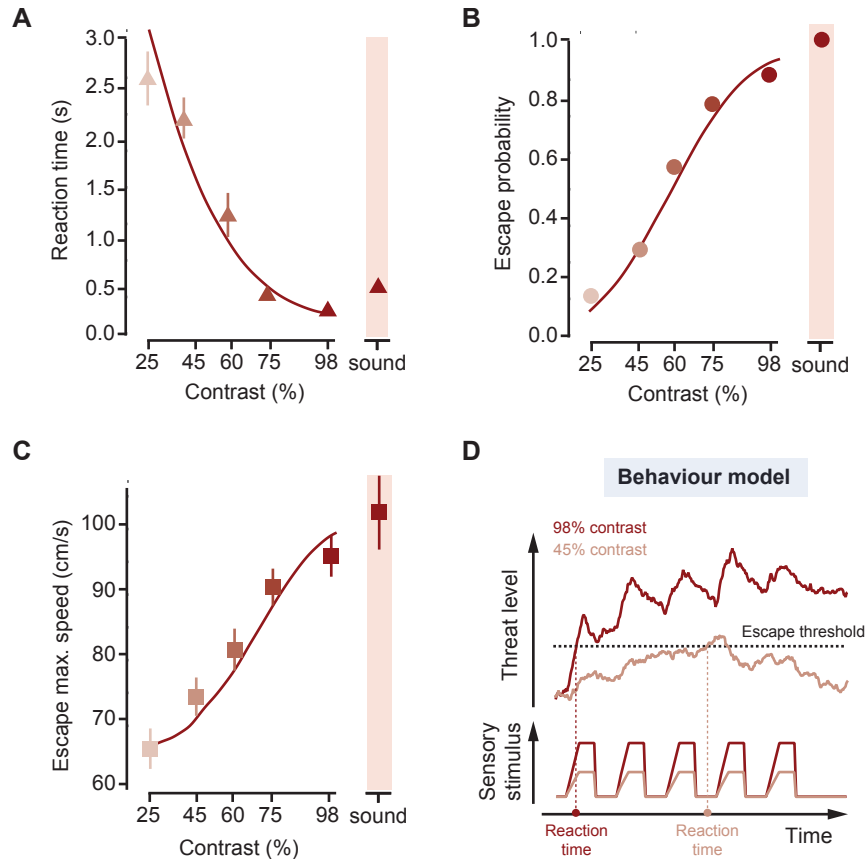 A
Reaction time (s)
3.0
2.5
2.0
1.5
1.0
0.5
0.0
25 45 60 75 98 sound
Contrast (%)
B
Escape probability
1.0
0.8
0.6
0.4
0.2
0.0
25 45 60 75 98 sound
Contrast (%)
C
Escape max. speed (cm/s)
100
90
80
70
60
25 45 60 75 98 sound
Contrast (%)
D
Behaviour model
98% contrast
45% contrast
Threat level
Escape threshold
Sensory
stimulus
Reaction
time
Reaction
time
Time